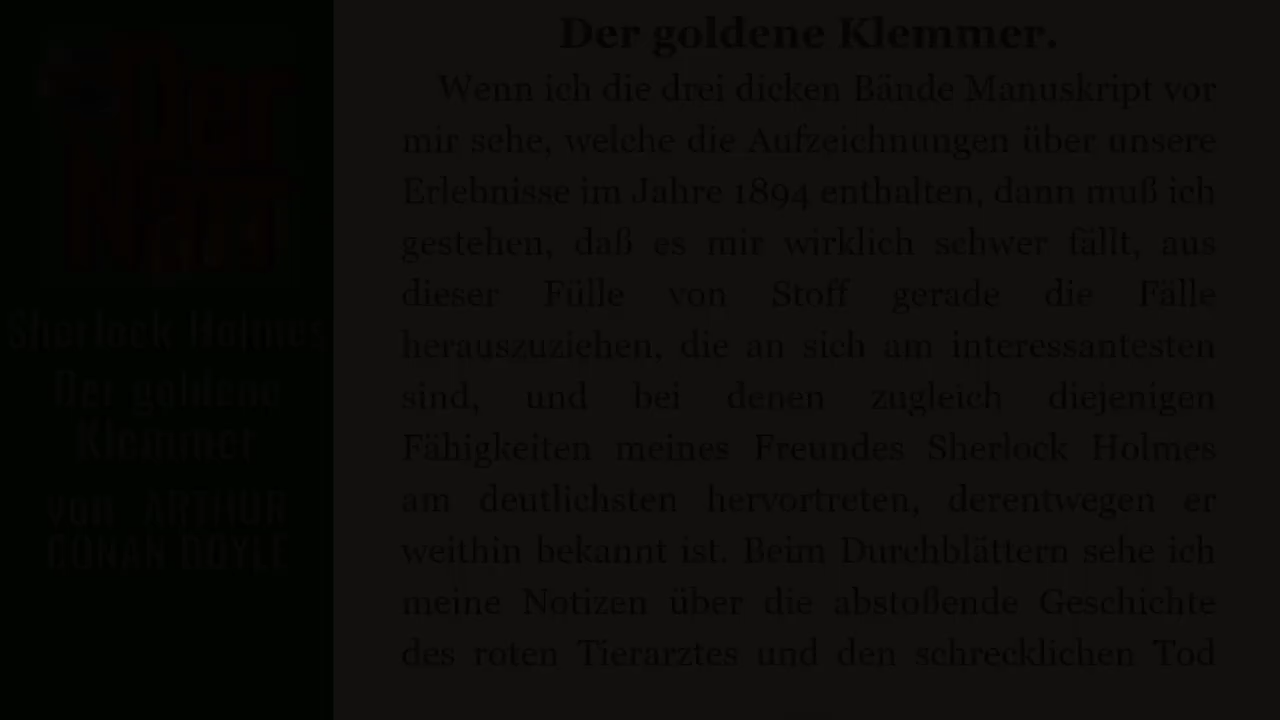 Der
Narr
Sherlock Holmes
Der goldene
Klemmer
von ARTHUR
CONAN DOYLE
Der goldene Klemmer.
Wenn ich die drei dicken Bände Manuskript vor
mir sehe, welche die Aufzeichnungen über unsere
Erlebnisse im Jahre 1894 enthalten, dann muß ich
gestehen, daß es mir wirklich schwer fällt, aus
dieser Fülle von Stoff gerade die Fälle
herauszuziehen, die an sich am interessantesten
sind, und bei denen zugleich diejenigen
Fähigkeiten meines Freundes Sherlock Holmes
am deutlichsten hervortreten, derentwegen er
weithin bekannt ist. Beim Durchblättern sehe ich
meine Notizen über die abstoßende Geschichte
des roten Tierarztes und den schrecklichen Tod